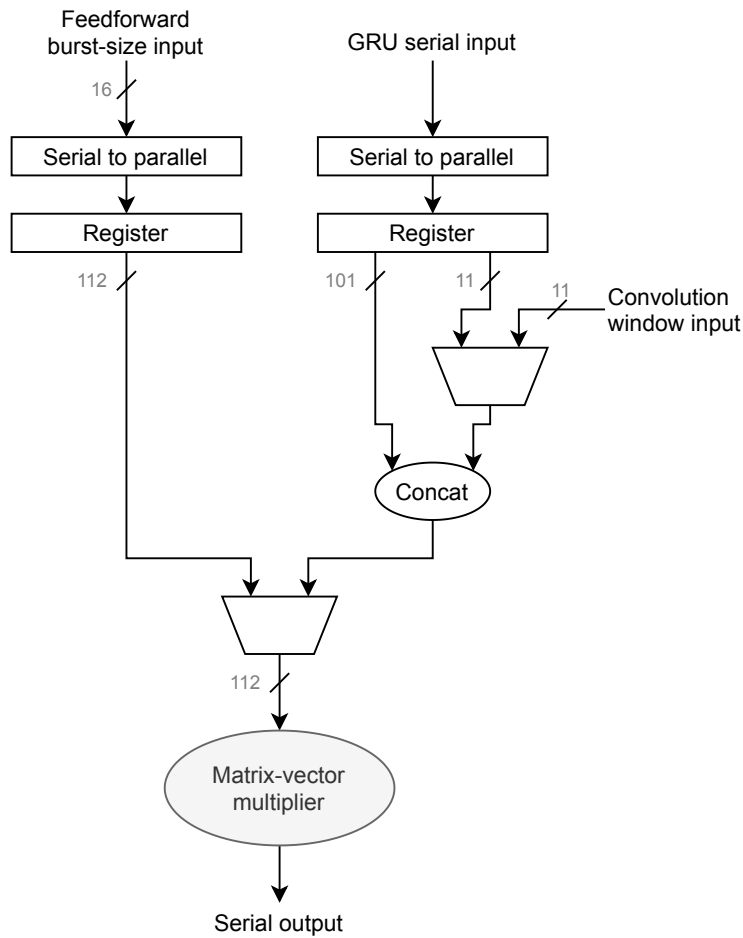 Feedforward
burst-size input
GRU serial input
16
Serial to parallel
Serial to parallel
Register
Register
112
101
11
11
Convolution
window input
Concat
112
Matrix-vector
multiplier
Serial output